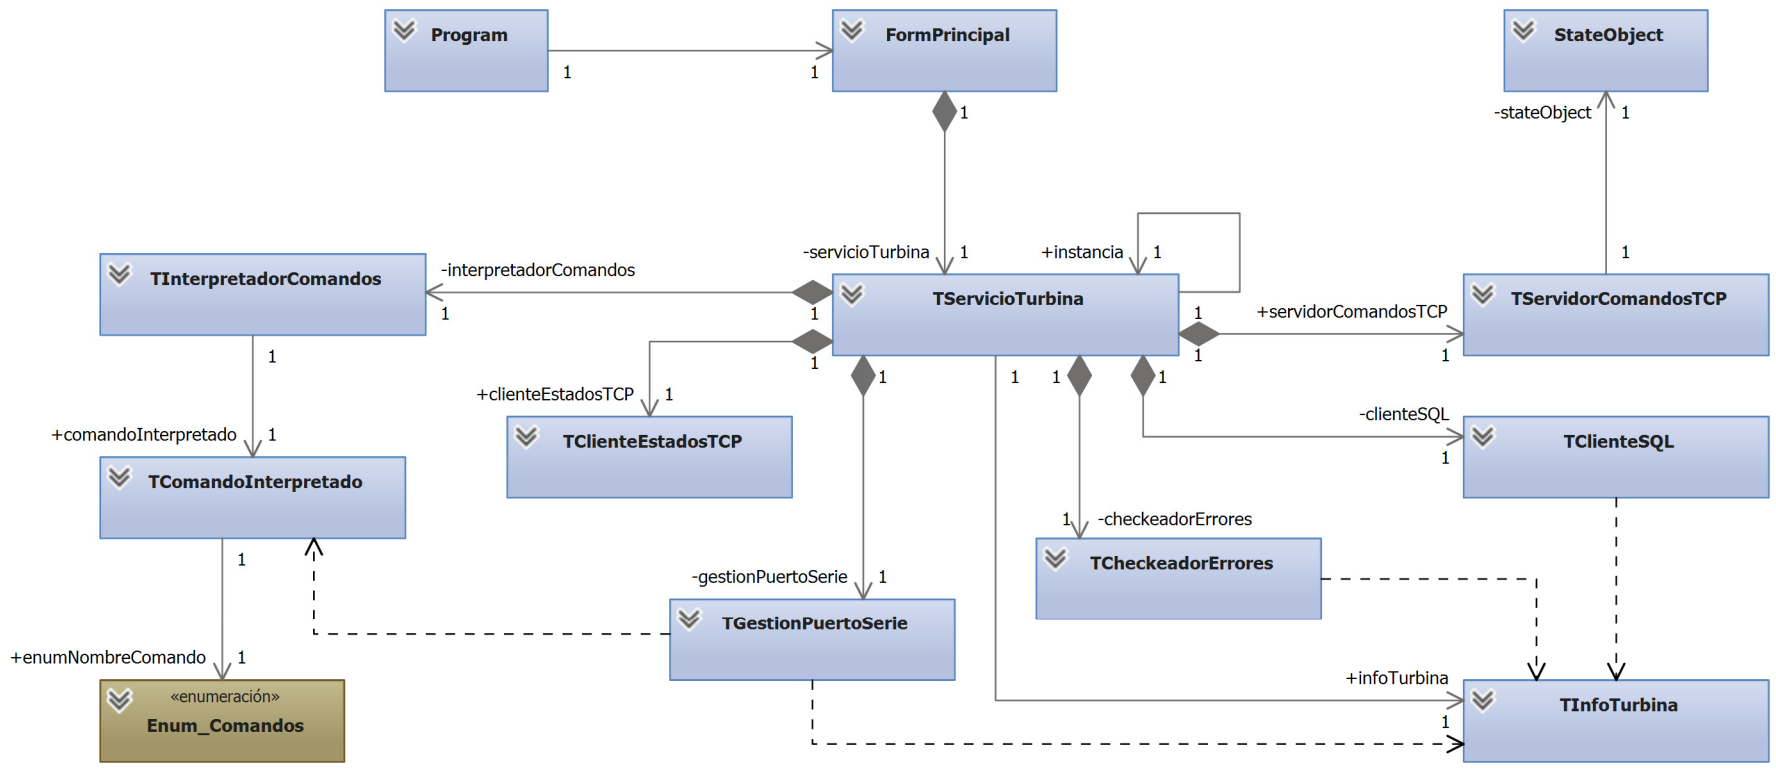 Program
1
1
FormPrincipal
1
StateObject
-stateObject
1
1
-servicioTurbina
1
+instancia
1
TInterpretadorComandos
-interpretadorComandos
1
1
TServicioTurbina
1
+servidorComandosTCP
1
1
TServidorComandosTCP
1
1
+clienteEstadosTCP
1
1
1
1
1
-clienteSQL
1
TClienteSQL
1
+comandoInterpretado
1
TClienteEstadosTCP
TComandoInterpretado
1
-checkeadorErrores
TCheckeadorErrores
1
-gestionPuertoSerie
1
TGestionPuertoSerie
+enumNombreComando
1
«enumeración»
Enum_Comandos
+infoTurbina
1
TInfoTurbina